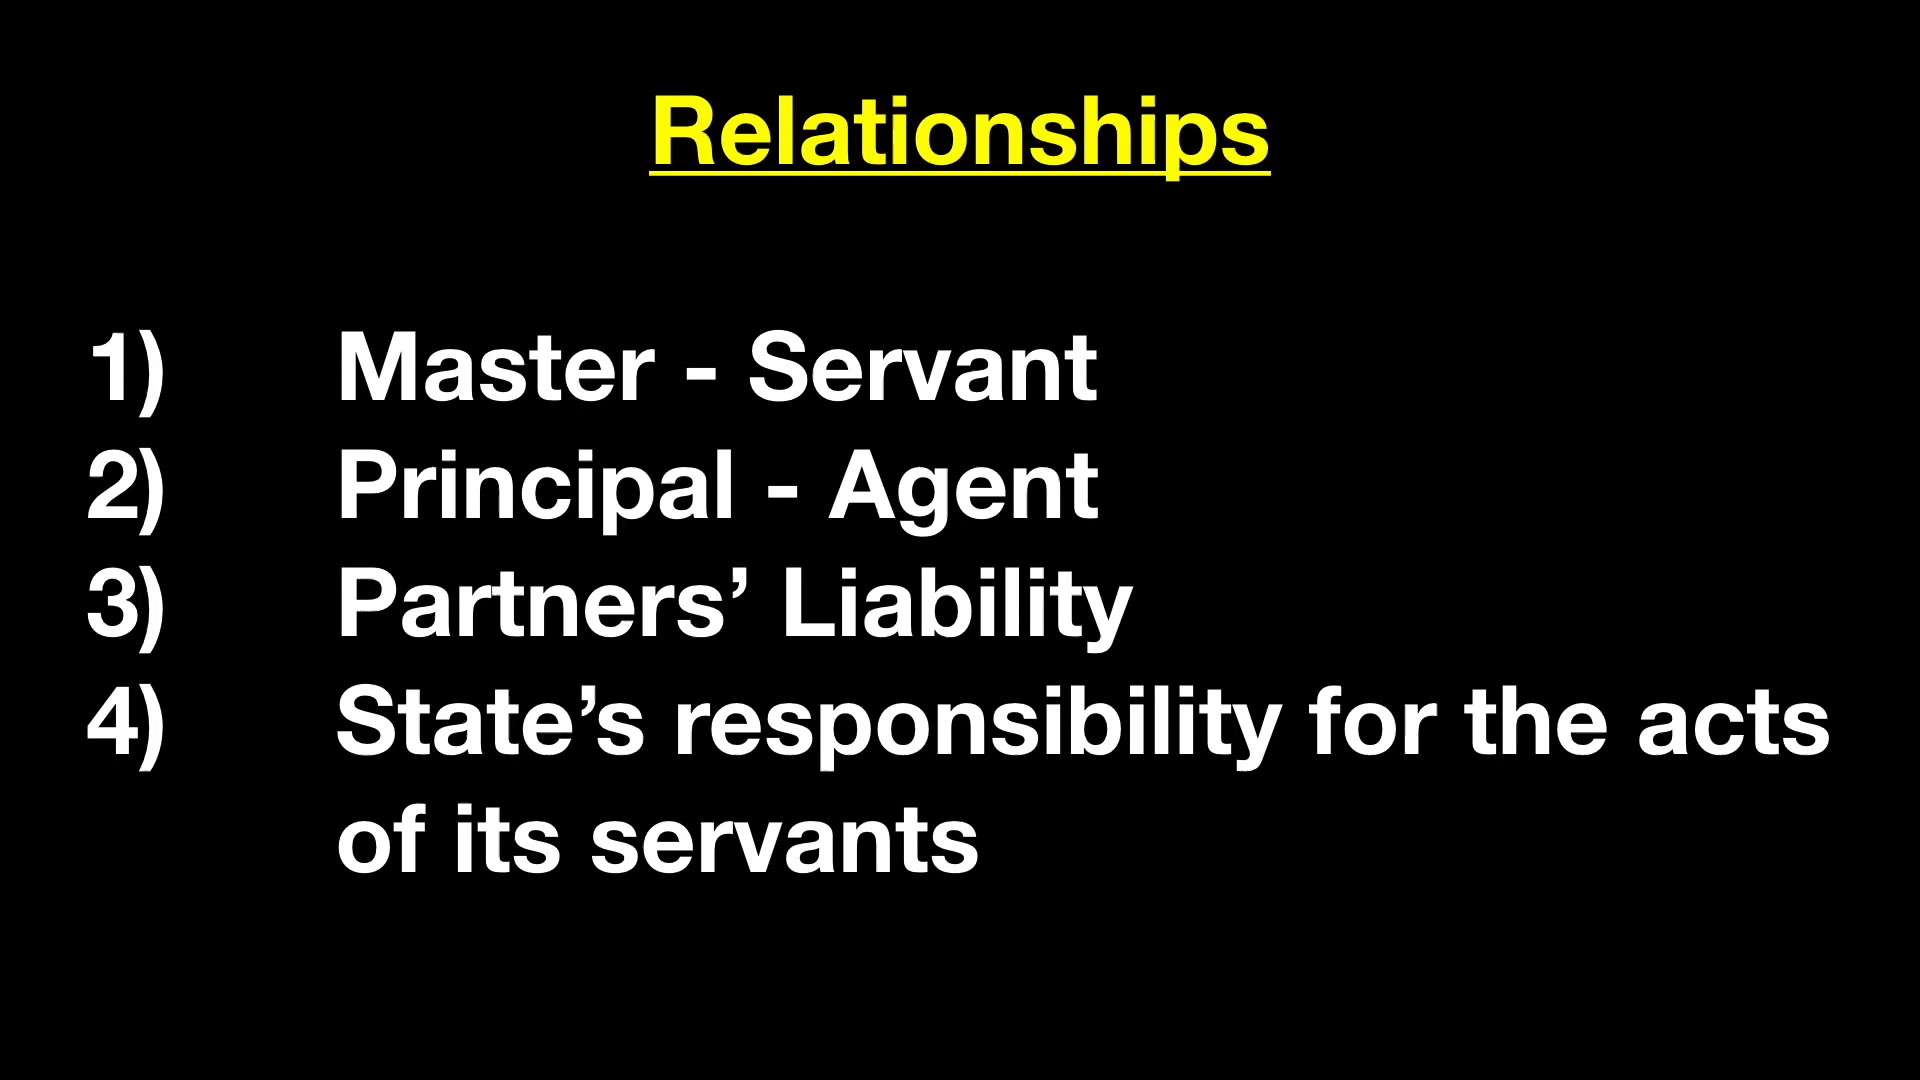 Relationships
1) Master - Servant
2) Principal - Agent
3) Partners’ Liability
4) State’s responsibility for the acts
of its servants